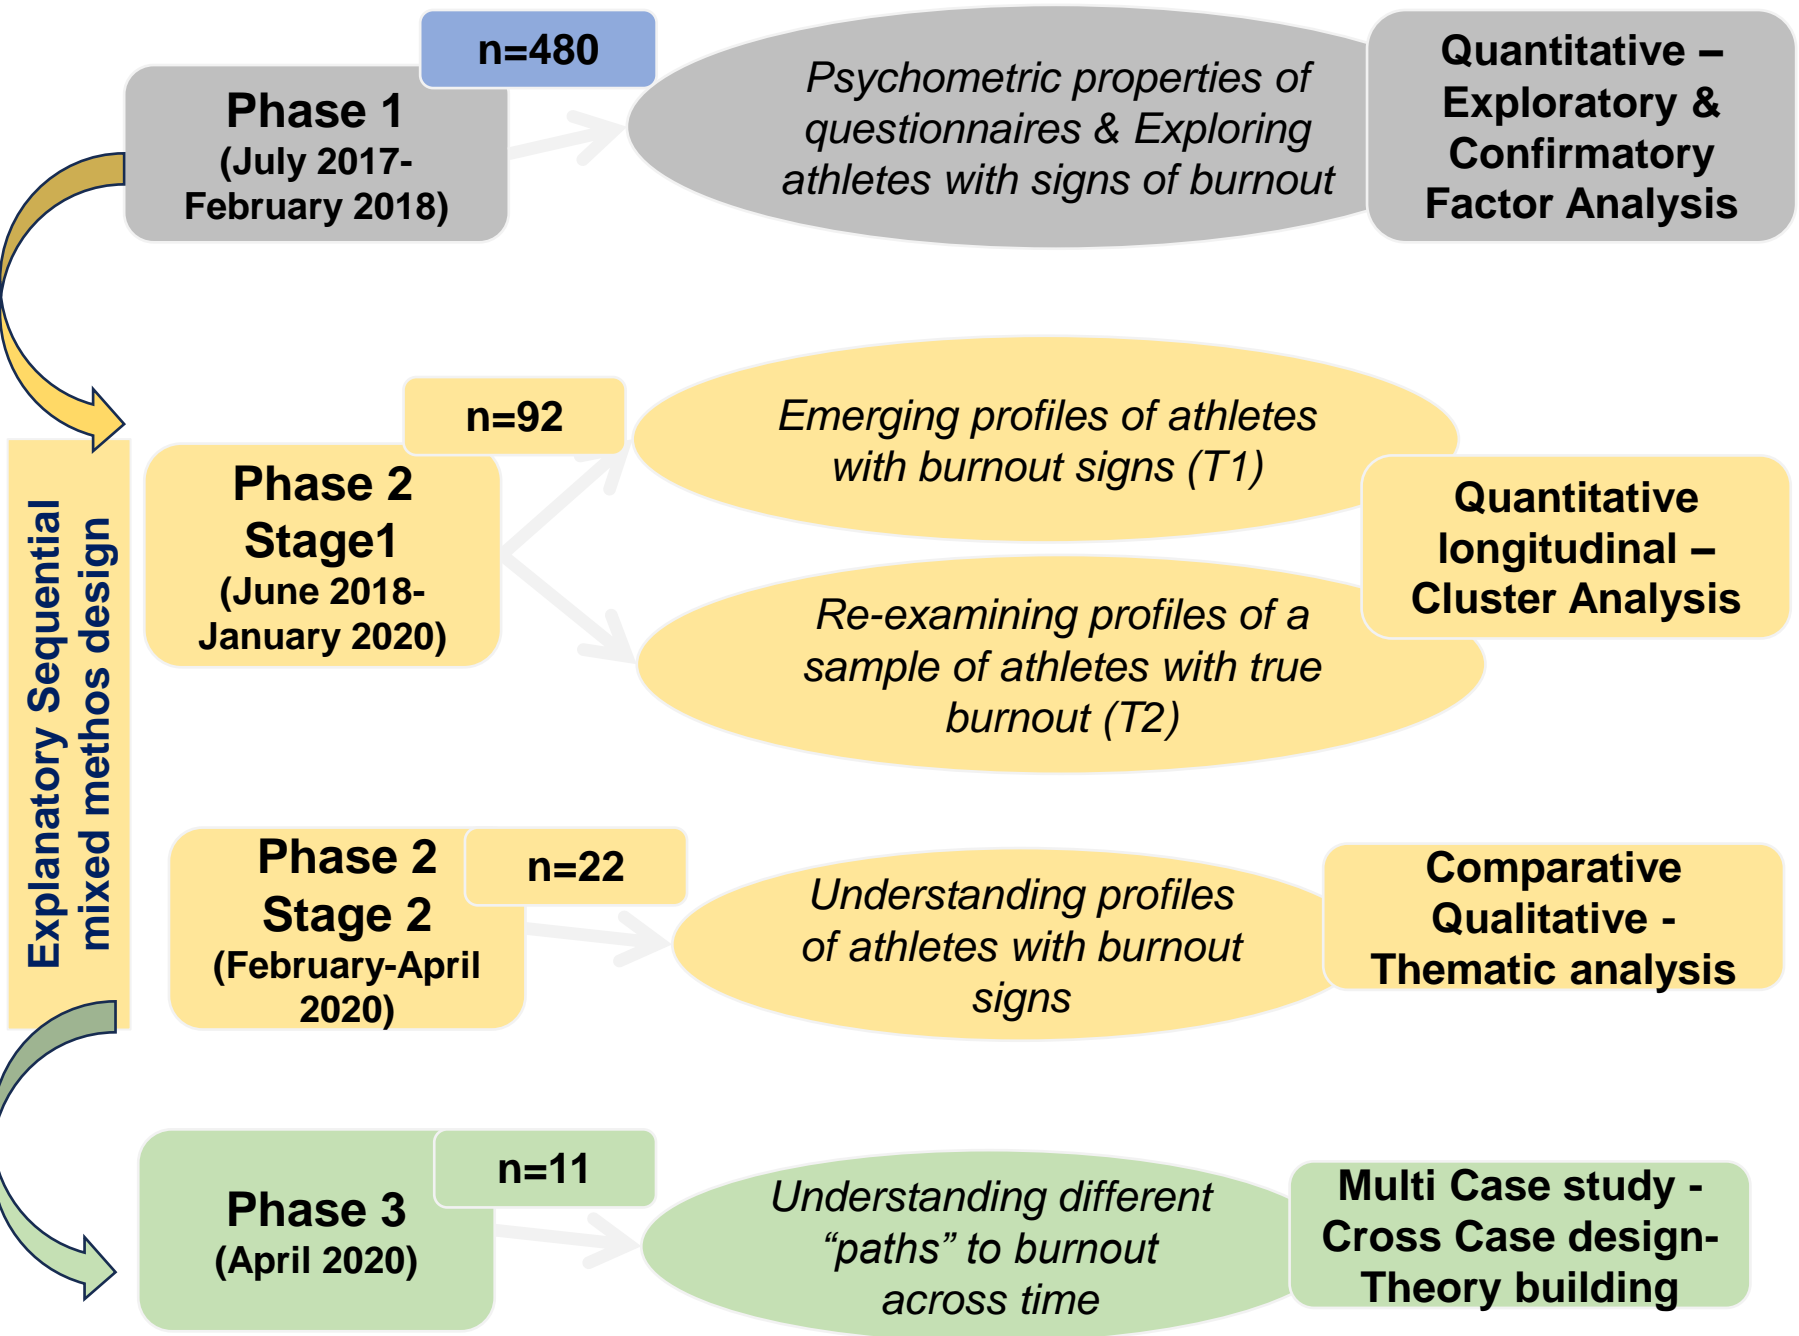 n=480
Phase 1
(July 2017-
February 2018)
Psychometric properties of
questionnaires & Exploring
athletes with signs of burnout
Quantitative –
Exploratory &
Confirmatory
Factor Analysis
Explanatory Sequential
mixed methos design
n=92
Phase 2
Stage1
(June 2018-
January 2020)
Emerging profiles of athletes
with burnout signs (T1)
Re-examining profiles of a
sample of athletes with true
burnout (T2)
Quantitative
longitudinal –
Cluster Analysis
Phase 2
Stage 2
(February-April
2020)
n=22
Understanding profiles
of athletes with burnout
signs
Comparative
Qualitative -
Thematic analysis
n=11
Phase 3
(April 2020)
Understanding different
“paths” to burnout
across time
Multi Case study -
Cross Case design-
Theory building